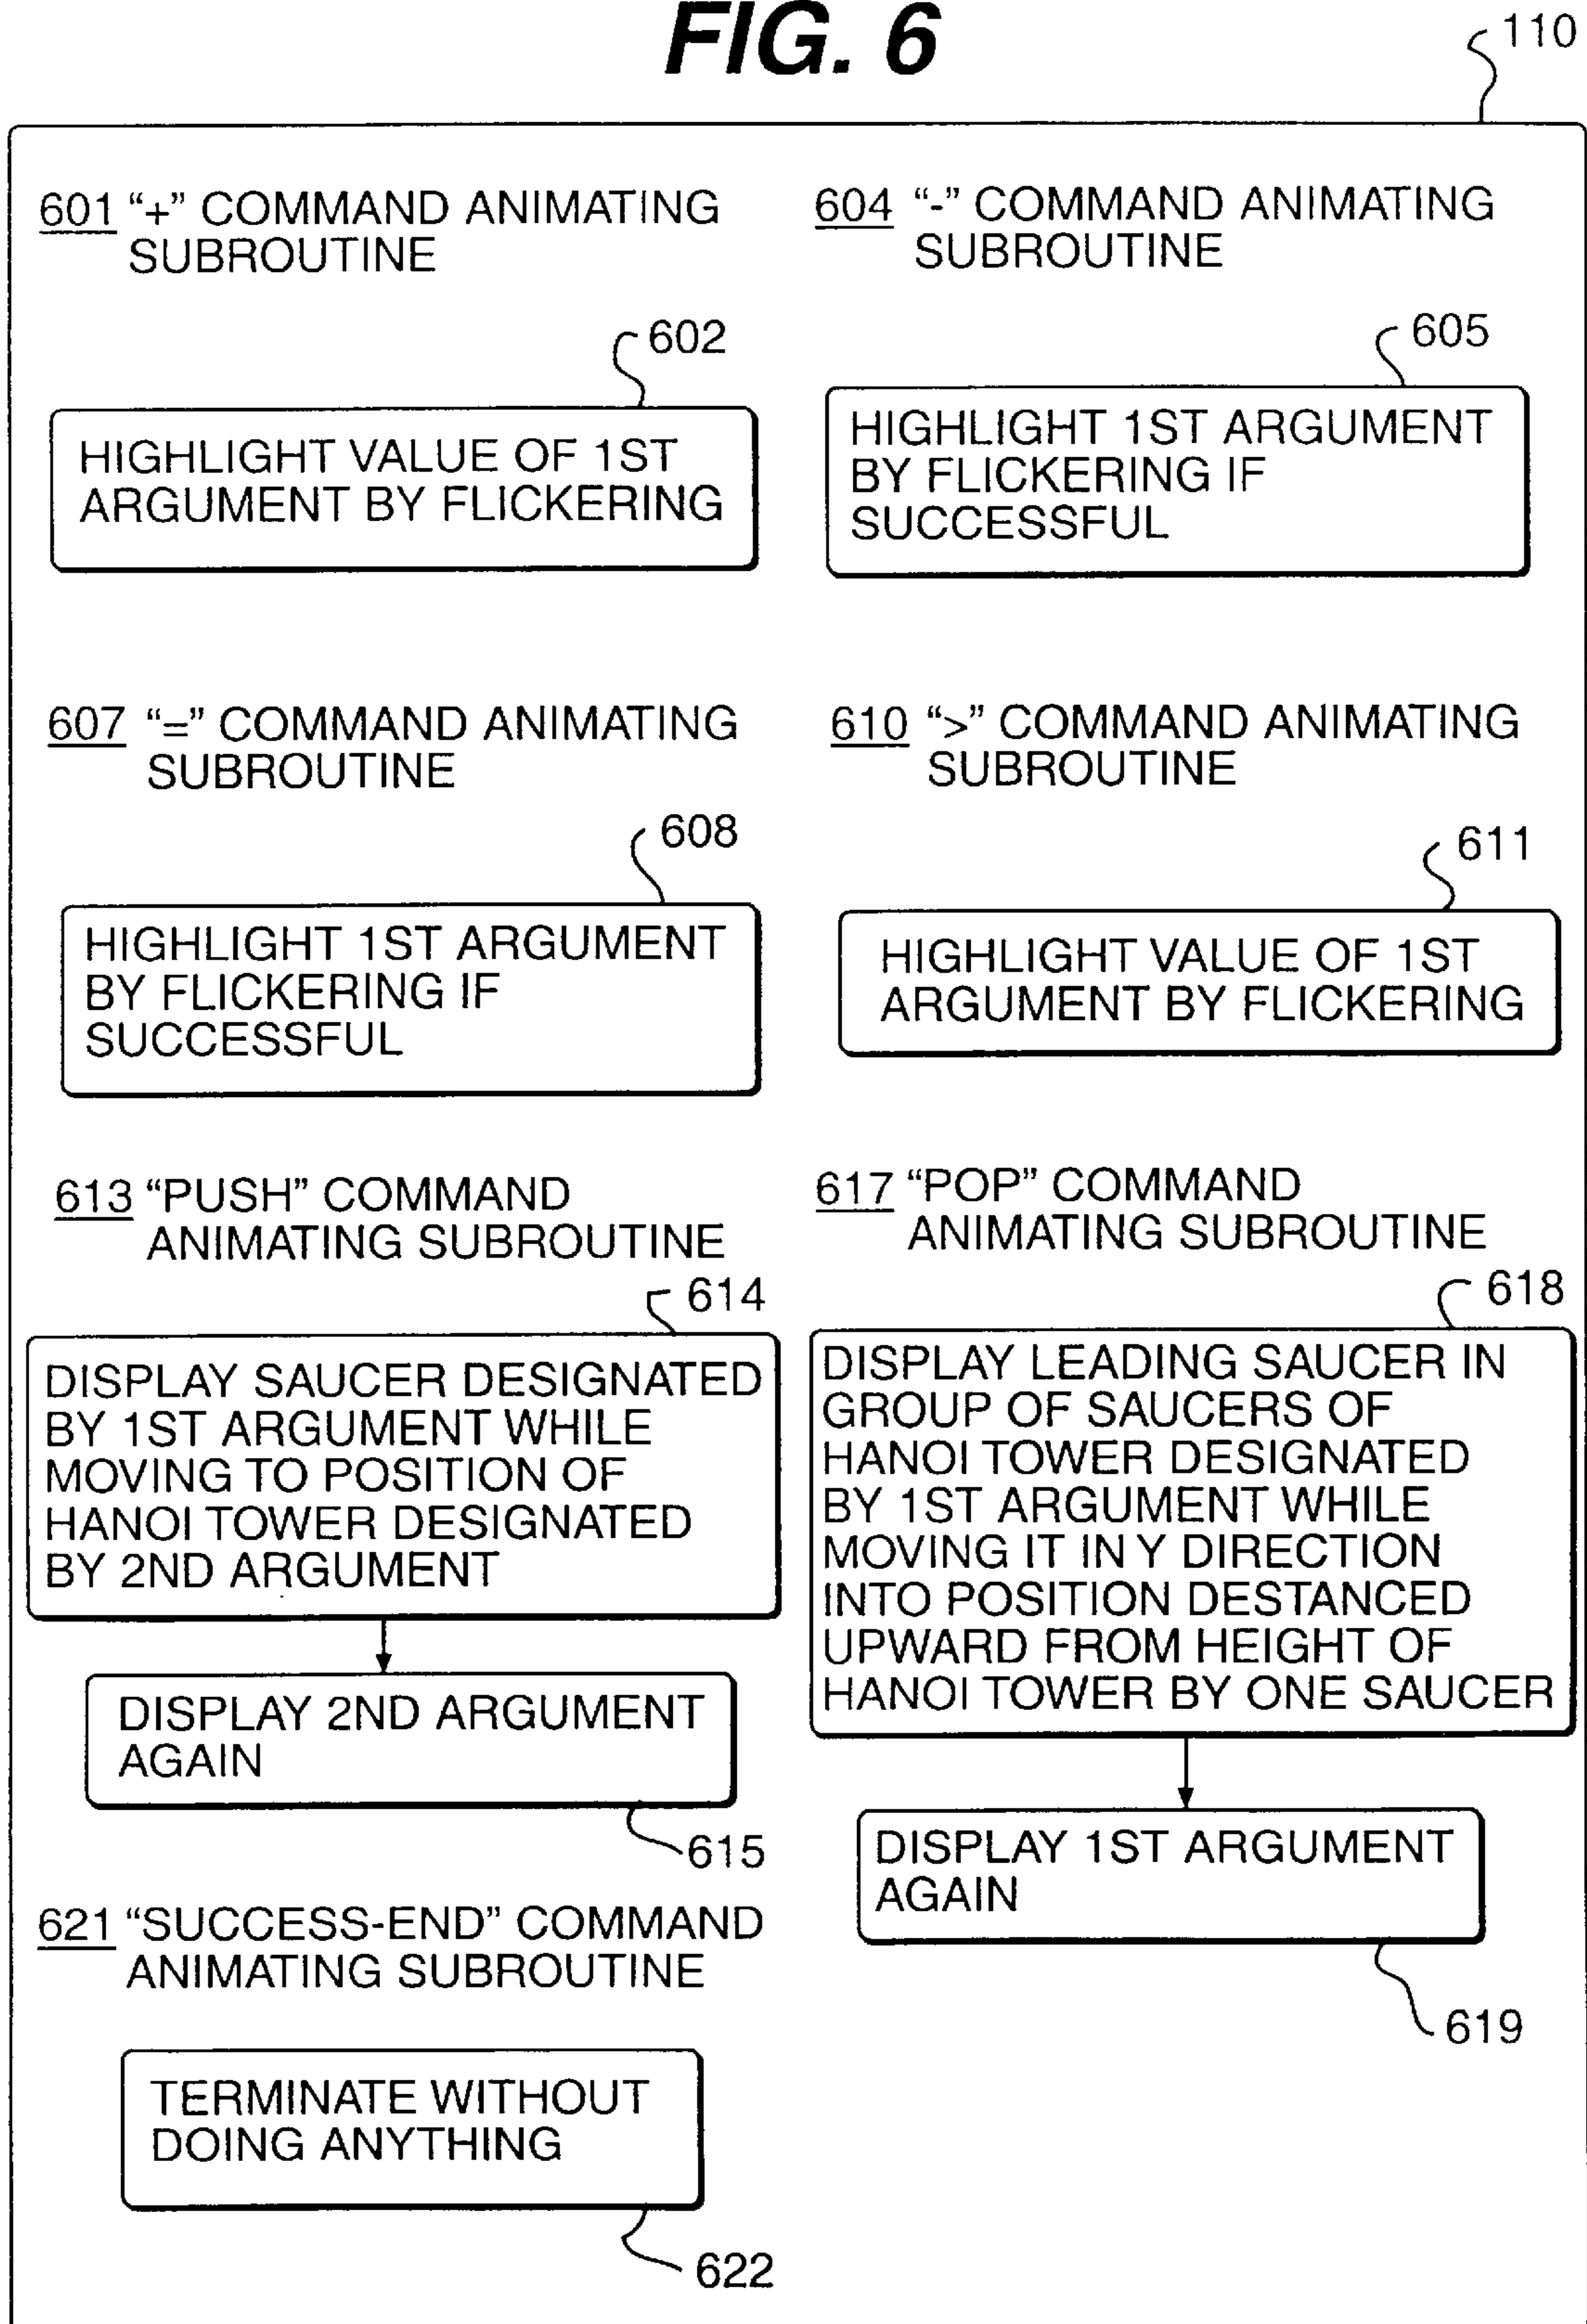 FIG. 6
110
601 “+” COMMAND ANIMATING
SUBROUTINE
602
HIGHLIGHT VALUE OF 1ST
ARGUMENT BY FLICKERING
604 “-” COMMAND ANIMATING
SUBROUTINE
605
HIGHLIGHT 1ST ARGUMENT
BY FLICKERING IF
SUCCESSFUL
607 “=” COMMAND ANIMATING
SUBROUTINE
608
HIGHLIGHT 1ST ARGUMENT
BY FLICKERING IF
SUCCESSFUL
610 “>” COMMAND ANIMATING
SUBROUTINE
611
HIGHLIGHT VALUE OF 1ST
ARGUMENT BY FLICKERING
613 “PUSH” COMMAND
ANIMATING SUBROUTINE
614
DISPLAY SAUCER DESIGNATED
BY 1ST ARGUMENT WHILE
MOVING TO POSITION OF
HANOI TOWER DESIGNATED
BY 2ND ARGUMENT
DISPLAY 2ND ARGUMENT
AGAIN
615
617 “POP” COMMAND
ANIMATING SUBROUTINE
618
DISPLAY LEADING SAUCER IN
GROUP OF SAUCERS OF
HANOI TOWER DESIGNATED
BY 1ST ARGUMENT WHILE
MOVING IT IN Y DIRECTION
INTO POSITION DESTANCED
UPWARD FROM HEIGHT OF
HANOI TOWER BY ONE SAUCER
DISPLAY 1ST ARGUMENT
AGAIN
619
621 “SUCCESS-END” COMMAND
ANIMATING SUBROUTINE
TERMINATE WITHOUT
DOING ANYTHING
622